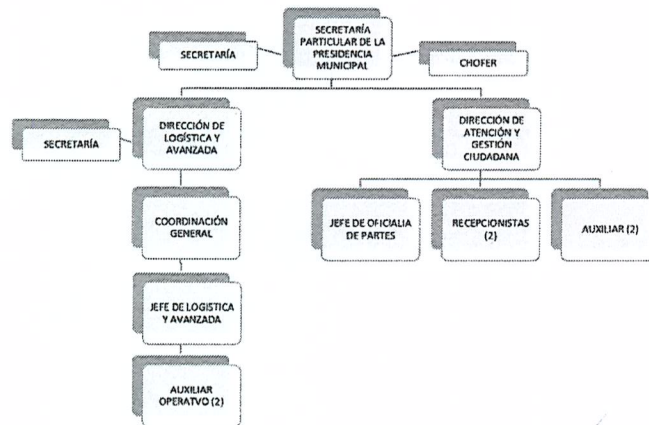 SECRETARÍA
PARTICULAR DE LA
PRESIDENCIA
MUNICIPAL
SECRETARÍA
CHOFER
DIRECCIÓN DE
LOGÍSTICA Y
AVANZADA
SECRETARÍA
DIRECCIÓN DE
ATENCIÓN Y
GESTIÓN
CIUDADANA
COORDINACIÓN
GENERAL
JEFE DE OFICIALIA
DE PARTES
RECEPCIONISTAS
(2)
AUXILIAR (2)
JEFE DE LOGISTICA
Y AVANZADA
AUXILIAR
OPERATVO (2)